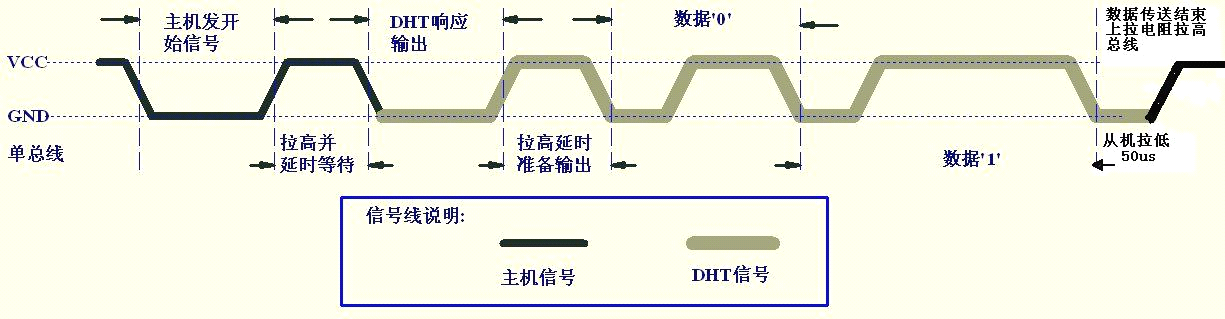 主机发开
始信号
DHT响应
输出
数据'0'
数据传送结束
上拉电阻拉高
总线
VCC
GND
单总线
拉高并
延时等待
拉高延时
准备输出
数据'1'
从机拉低
50us
信号线说明:
主机信号
DHT信号